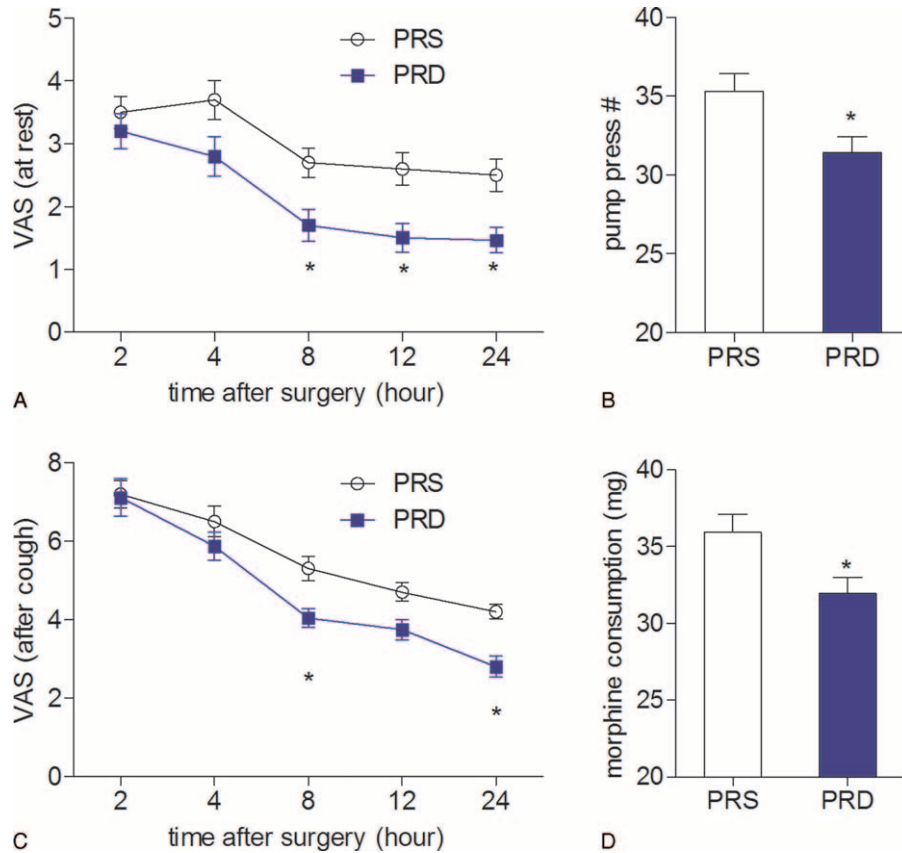 PRS
PRD
VAS (at rest)
5
4
3
2
1
0
*
*
*
2
4
8
12
24
time after surgery (hour)
A
pump press #
40
35
30
25
20
*
PRS
PRD
B
PRS
PRD
VAS (after cough)
8
6
4
2
0
*
*
2
4
8
12
24
time after surgery (hour)
C
morphine consumption (mg)
40
35
30
25
20
*
PRS
PRD
D